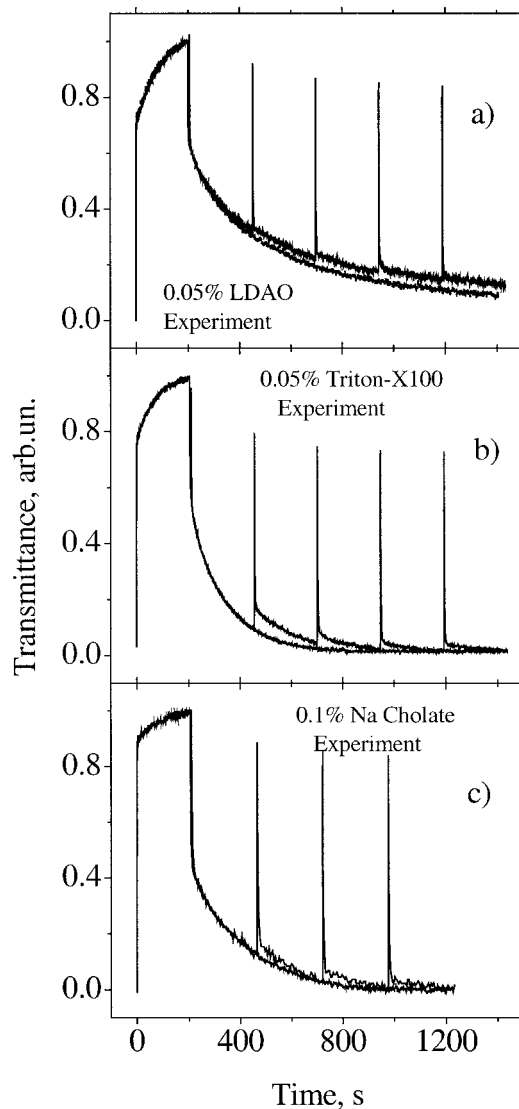 0.8
0.4
0.0
a)
0.05% LDAO
Experiment
0.8
0.4
0.0
0.05% Triton-X100
Experiment
b)
0.8
0.4
0.0
0.1% Na Cholate
Experiment
c)
Transmittance, arb.un.
0 400 800 1200
Time, s